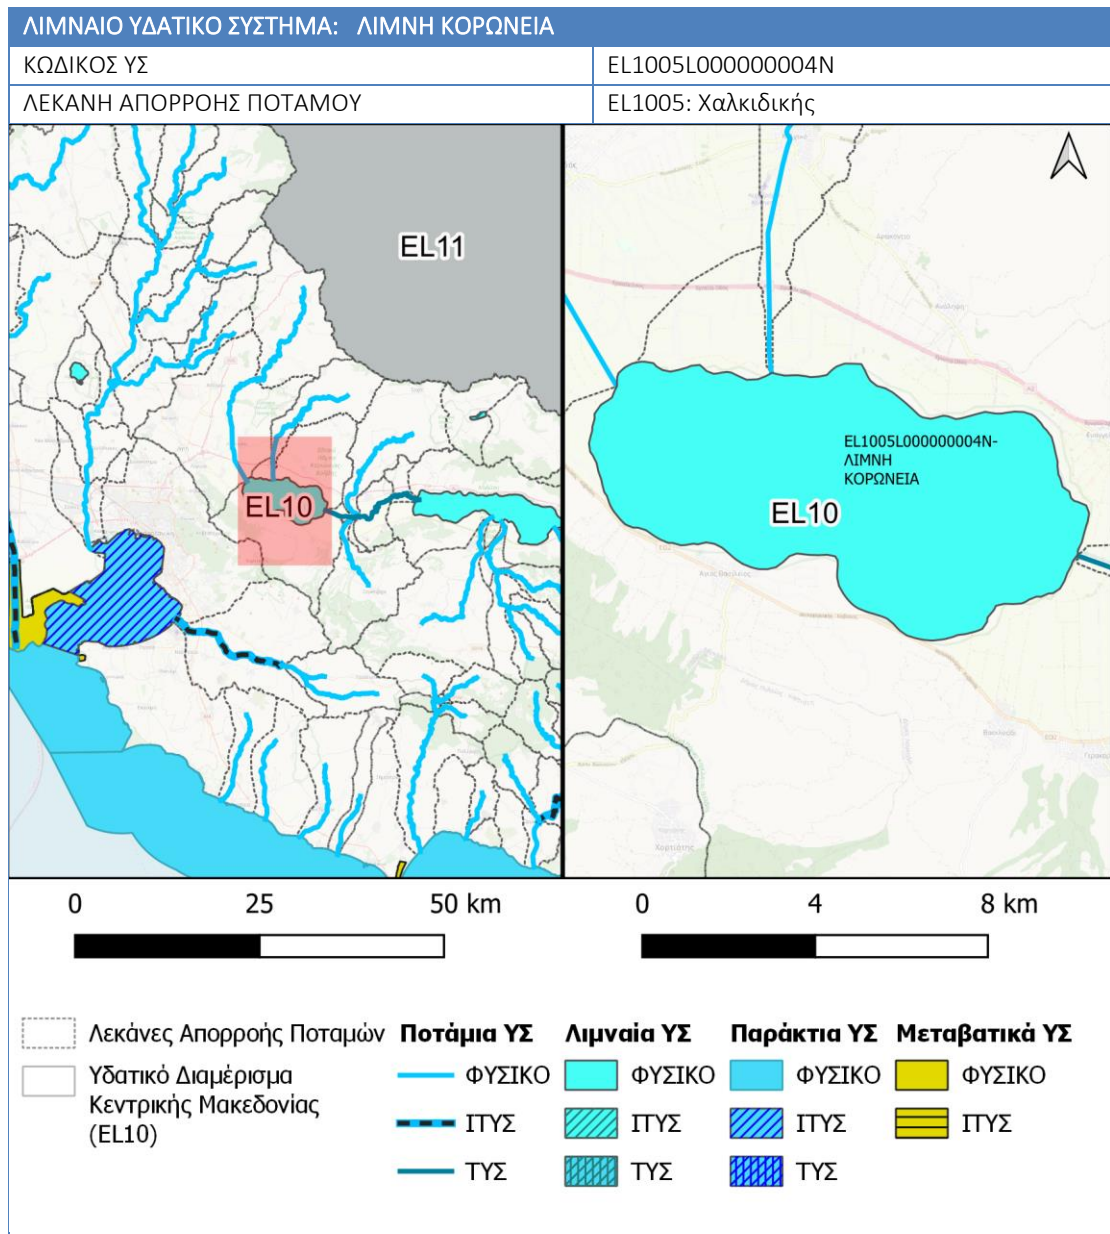 ΛΙΜΝΑΙΟ ΥΔΑΤΙΚΟ ΣΥΣΤΗΜΑ: ΛΙΜΝΗ ΚΟΡΩΝΕΙΑ
ΚΩΔΙΚΟΣ ΥΣ EL1005L000000004N
ΛΕΚΑΝΗ ΑΠΟΡΡΟΗΣ ΠΟΤΑΜΟΥ EL1005: Χαλκιδικής
EL11
EL10
EL1005L000000004N-
ΛΙΜΝΗ
ΚΟΡΩΝΕΙΑ
EL10
0 25 50 km
0 4 8 km
Λεκάνες Απορροής Ποταμών
Υδατικό Διαμέρισμα
Κεντρικής Μακεδονίας
(EL10)
Ποτάμια ΥΣ
ΦΥΣΙΚΟ
ΙΤΥΣ
ΤΥΣ
Λιμναία ΥΣ
ΦΥΣΙΚΟ
ΙΤΥΣ
ΤΥΣ
Παράκτια ΥΣ
ΦΥΣΙΚΟ
ΙΤΥΣ
ΤΥΣ
Μεταβατικά ΥΣ
ΦΥΣΙΚΟ
ΙΤΥΣ